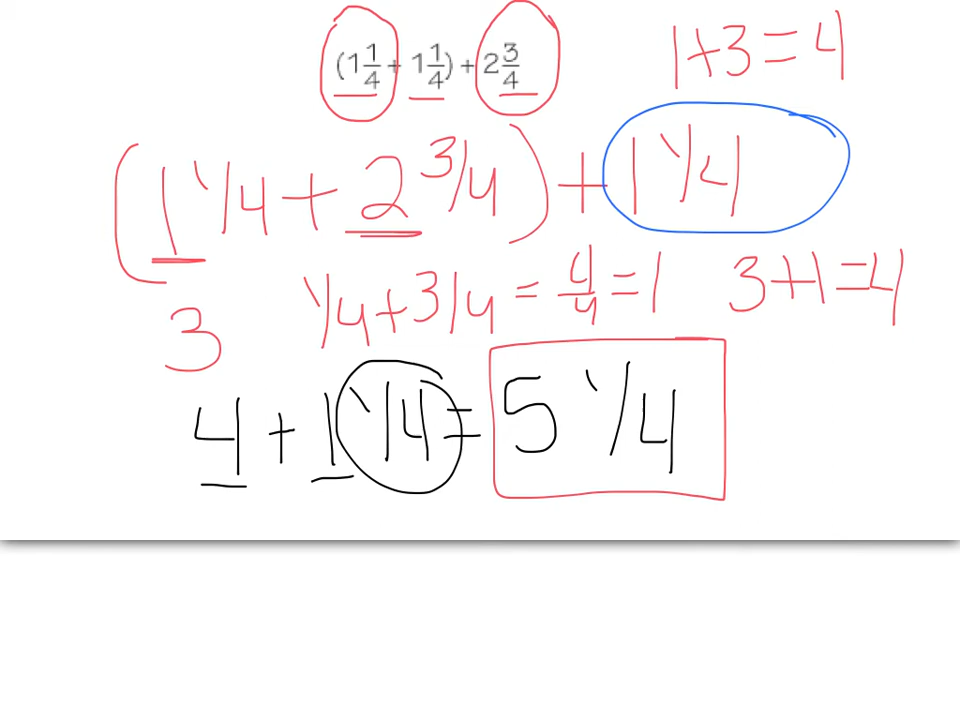 (1 1/4 + 1 1/4) + 2 3/4
1+3=4
(1 1/4 + 2 3/4) + 1 1/4
3 1/4+3/4 = 4/4 = 1 3+1=4
4 + 1 1/4 = 5 1/4